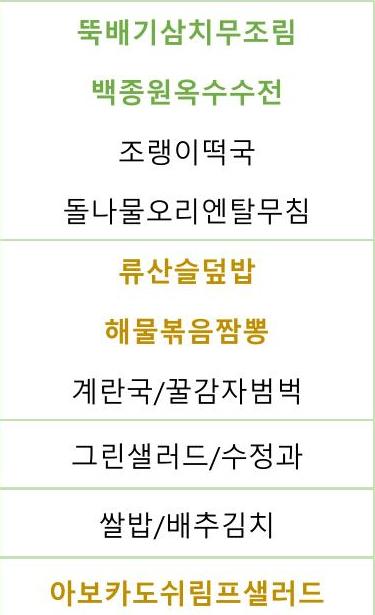 뚝배기삼치무조림
백종원옥수수전
조랭이떡국
돌나물오리엔탈무침
류산슬덮밥
해물볶음짬뽕
계란국/꿀감자범벅
그린샐러드/수정과
쌀밥/배추김치
아보카도쉬림프샐러드